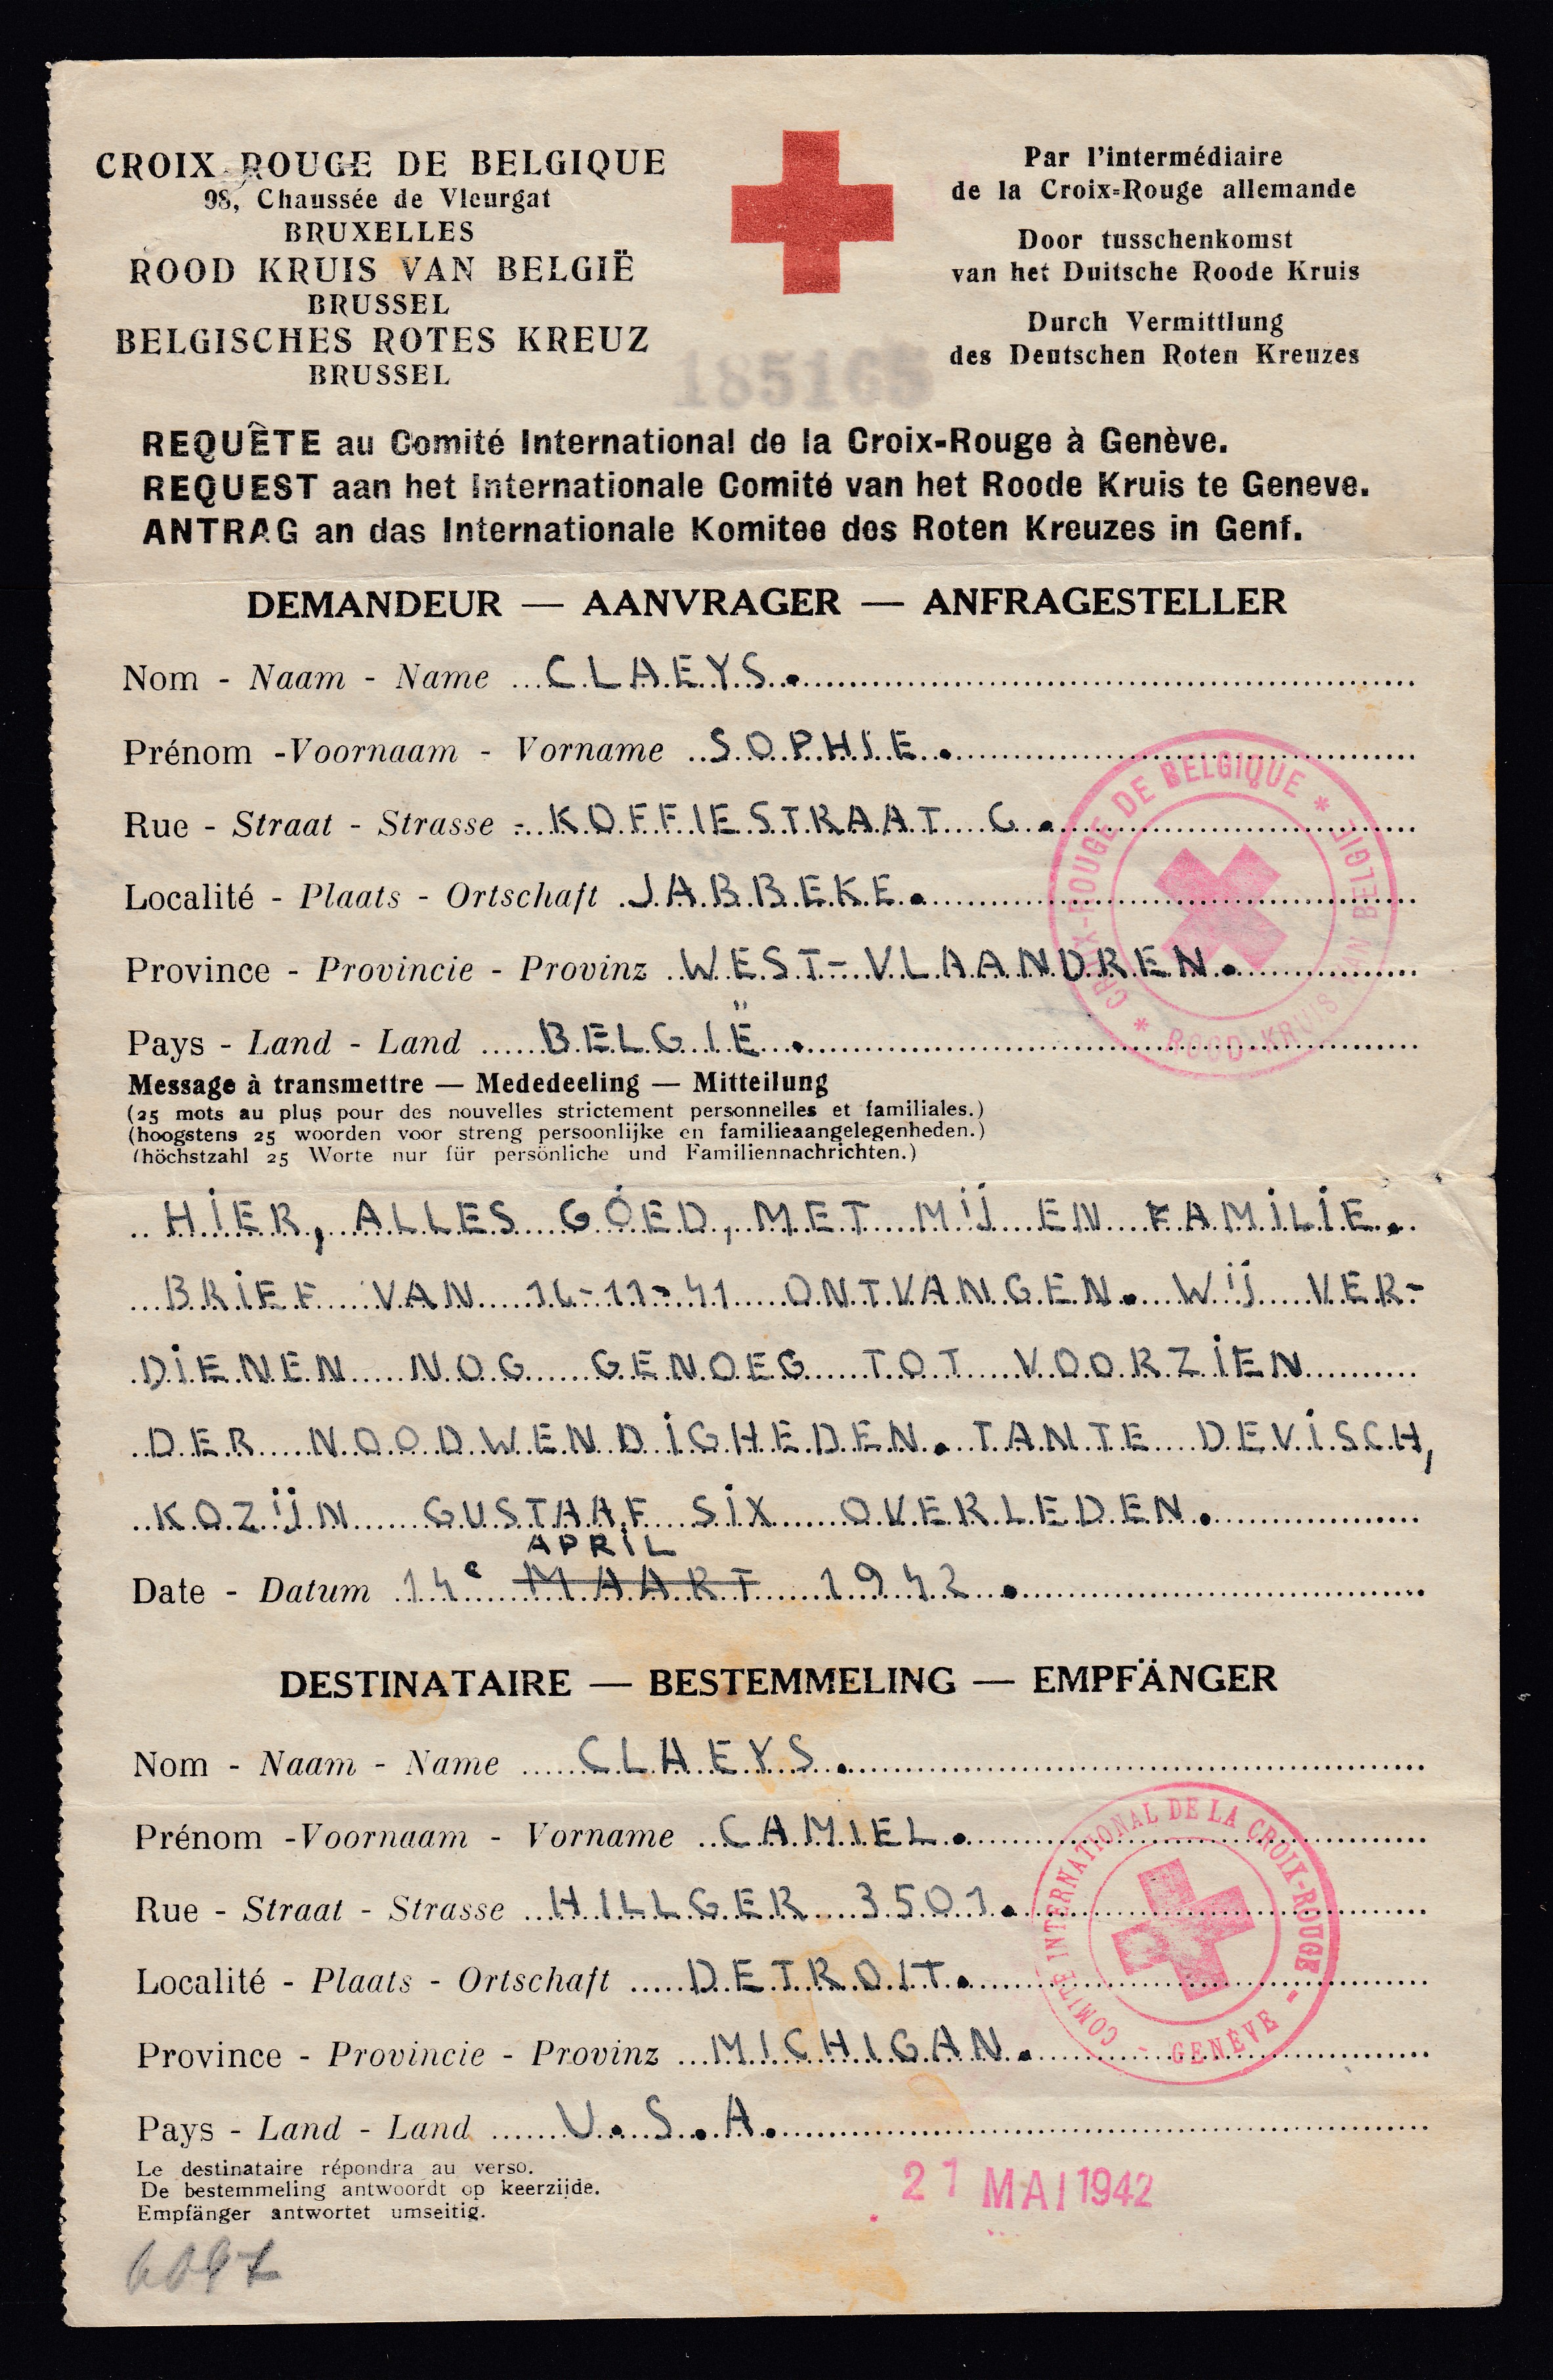 CROIX ROUGE DE BELGIQUE
98, Chaussée de Vleurgat
BRUXELLES
ROOD KRUIS VAN BELGIË
BRUSSEL
BELGISCHES ROTES KREUZ
BRUSSEL
Par l'intermédiaire
de la Croix-Rouge allemande
Door tusschenkomst
van het Duitsche Roode Kruis
Durch Vermittlung
des Deutschen Roten Kreuzes
185165
REQUÊTE au Comité International de la Croix-Rouge à Genève.
REQUEST aan het Internationale Comité van het Roode Kruis te Geneve.
ANTRAG an das Internationale Komitee des Roten Kreuzes in Genf.
DEMANDEUR — AANVRAGER — ANFRAGESTELLER
Nom - Naam - Name CLAEYS.
Prénom - Voornaam - Vorname SOPHIE.
Rue - Straat - Strasse KOFFIESTRAAT
Localité - Plaats - Ortschaft JABBEKE.
Province - Provincie - Provinz WEST-VLAANDREN.
Pays - Land - Land BELGIË.
CROIX-ROUGE DE BELGIQUE * ROOD-KRUIS VAN BELGIE *
Message à transmettre — Mededeeling — Mitteilung
(25 mots au plus pour des nouvelles strictement personnelles et familiales.)
(hoogstens 25 woorden voor streng persoonlijke en familieaangelegenheden.)
(höchstzahl 25 Worte nur für persönliche und Familiennachrichten.)
HIER, ALLES GOED, MET MIJ EN FAMILIE.
BRIEF VAN 16-11-41 ONTVANGEN. WIJ VER-
DIENEN NOG GENOEG TOT VOORZIEN
DER NOODWENDIGHEDEN. TANTE DEVISCH,
KOZIJN GUSTAAF SIX OVERLEDEN.
APRIL
Date - Datum 14e MAART 1942.
DESTINATAIRE — BESTEMMELING — EMPFÄNGER
Nom - Naam - Name CLAEYS.
Prénom - Voornaam - Vorname CAMIEL.
Rue - Straat - Strasse HILLGER 3501.
Localité - Plaats - Ortschaft DETROIT.
Province - Provincie - Provinz MICHIGAN.
Pays - Land - Land U.S.A.
COMITÉ INTERNATIONAL DE LA CROIX-ROUGE - GENÈVE -
Le destinataire répondra au verso.
De bestemmeling antwoordt op keerzijde.
Empfänger antwortet umseitig.
27 MAI 1942